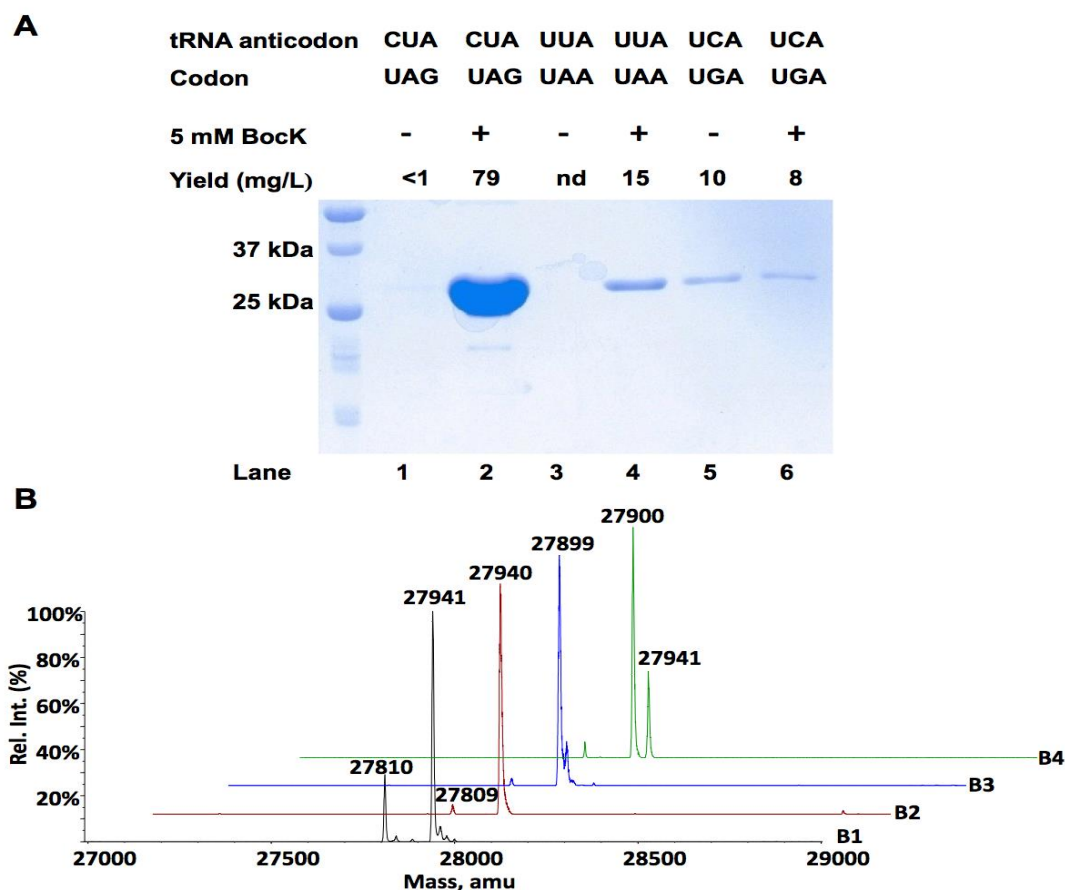 A
tRNA anticodon CUA CUA UUA UUA UCA UCA
Codon UAG UAG UAA UAA UGA UGA
5 mM BocK - + - + - +
Yield (mg/L) <1 79 nd 15 10 8
37 kDa
25 kDa
Lane 1 2 3 4 5 6
B
27900
27899
27940
27941
27941
100%
80%
Rel. Int. (%)
60%
40%
27810
27809
20%
B4
B3
B2
B1
27000 27500 28000 28500 29000
Mass, amu